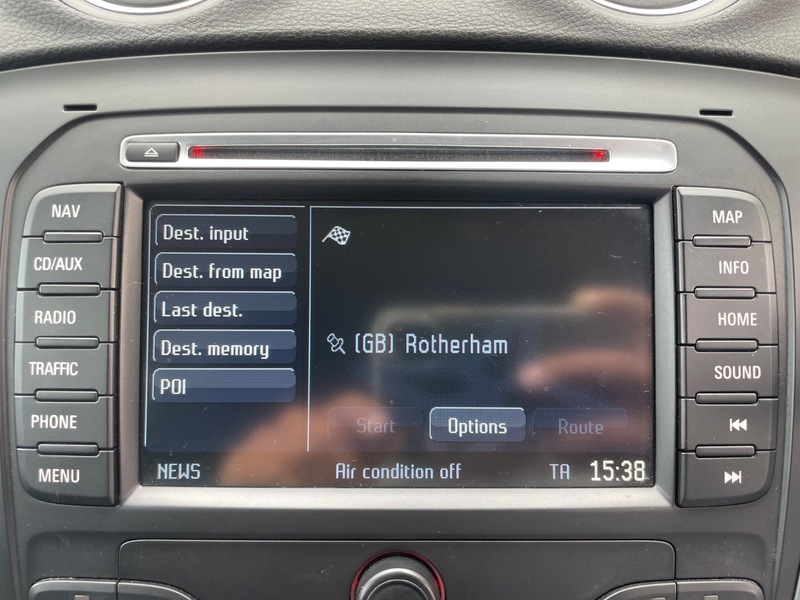 NAV
CD/AUX
RADIO
TRAFFIC
PHONE
MENU
Dest. input
Dest. from map
Last dest.
Dest. memory
POI
(GB) Rotherham
Start
Options
Route
NEWS
Air condition off
TA
15:38
MAP
INFO
HOME
SOUND